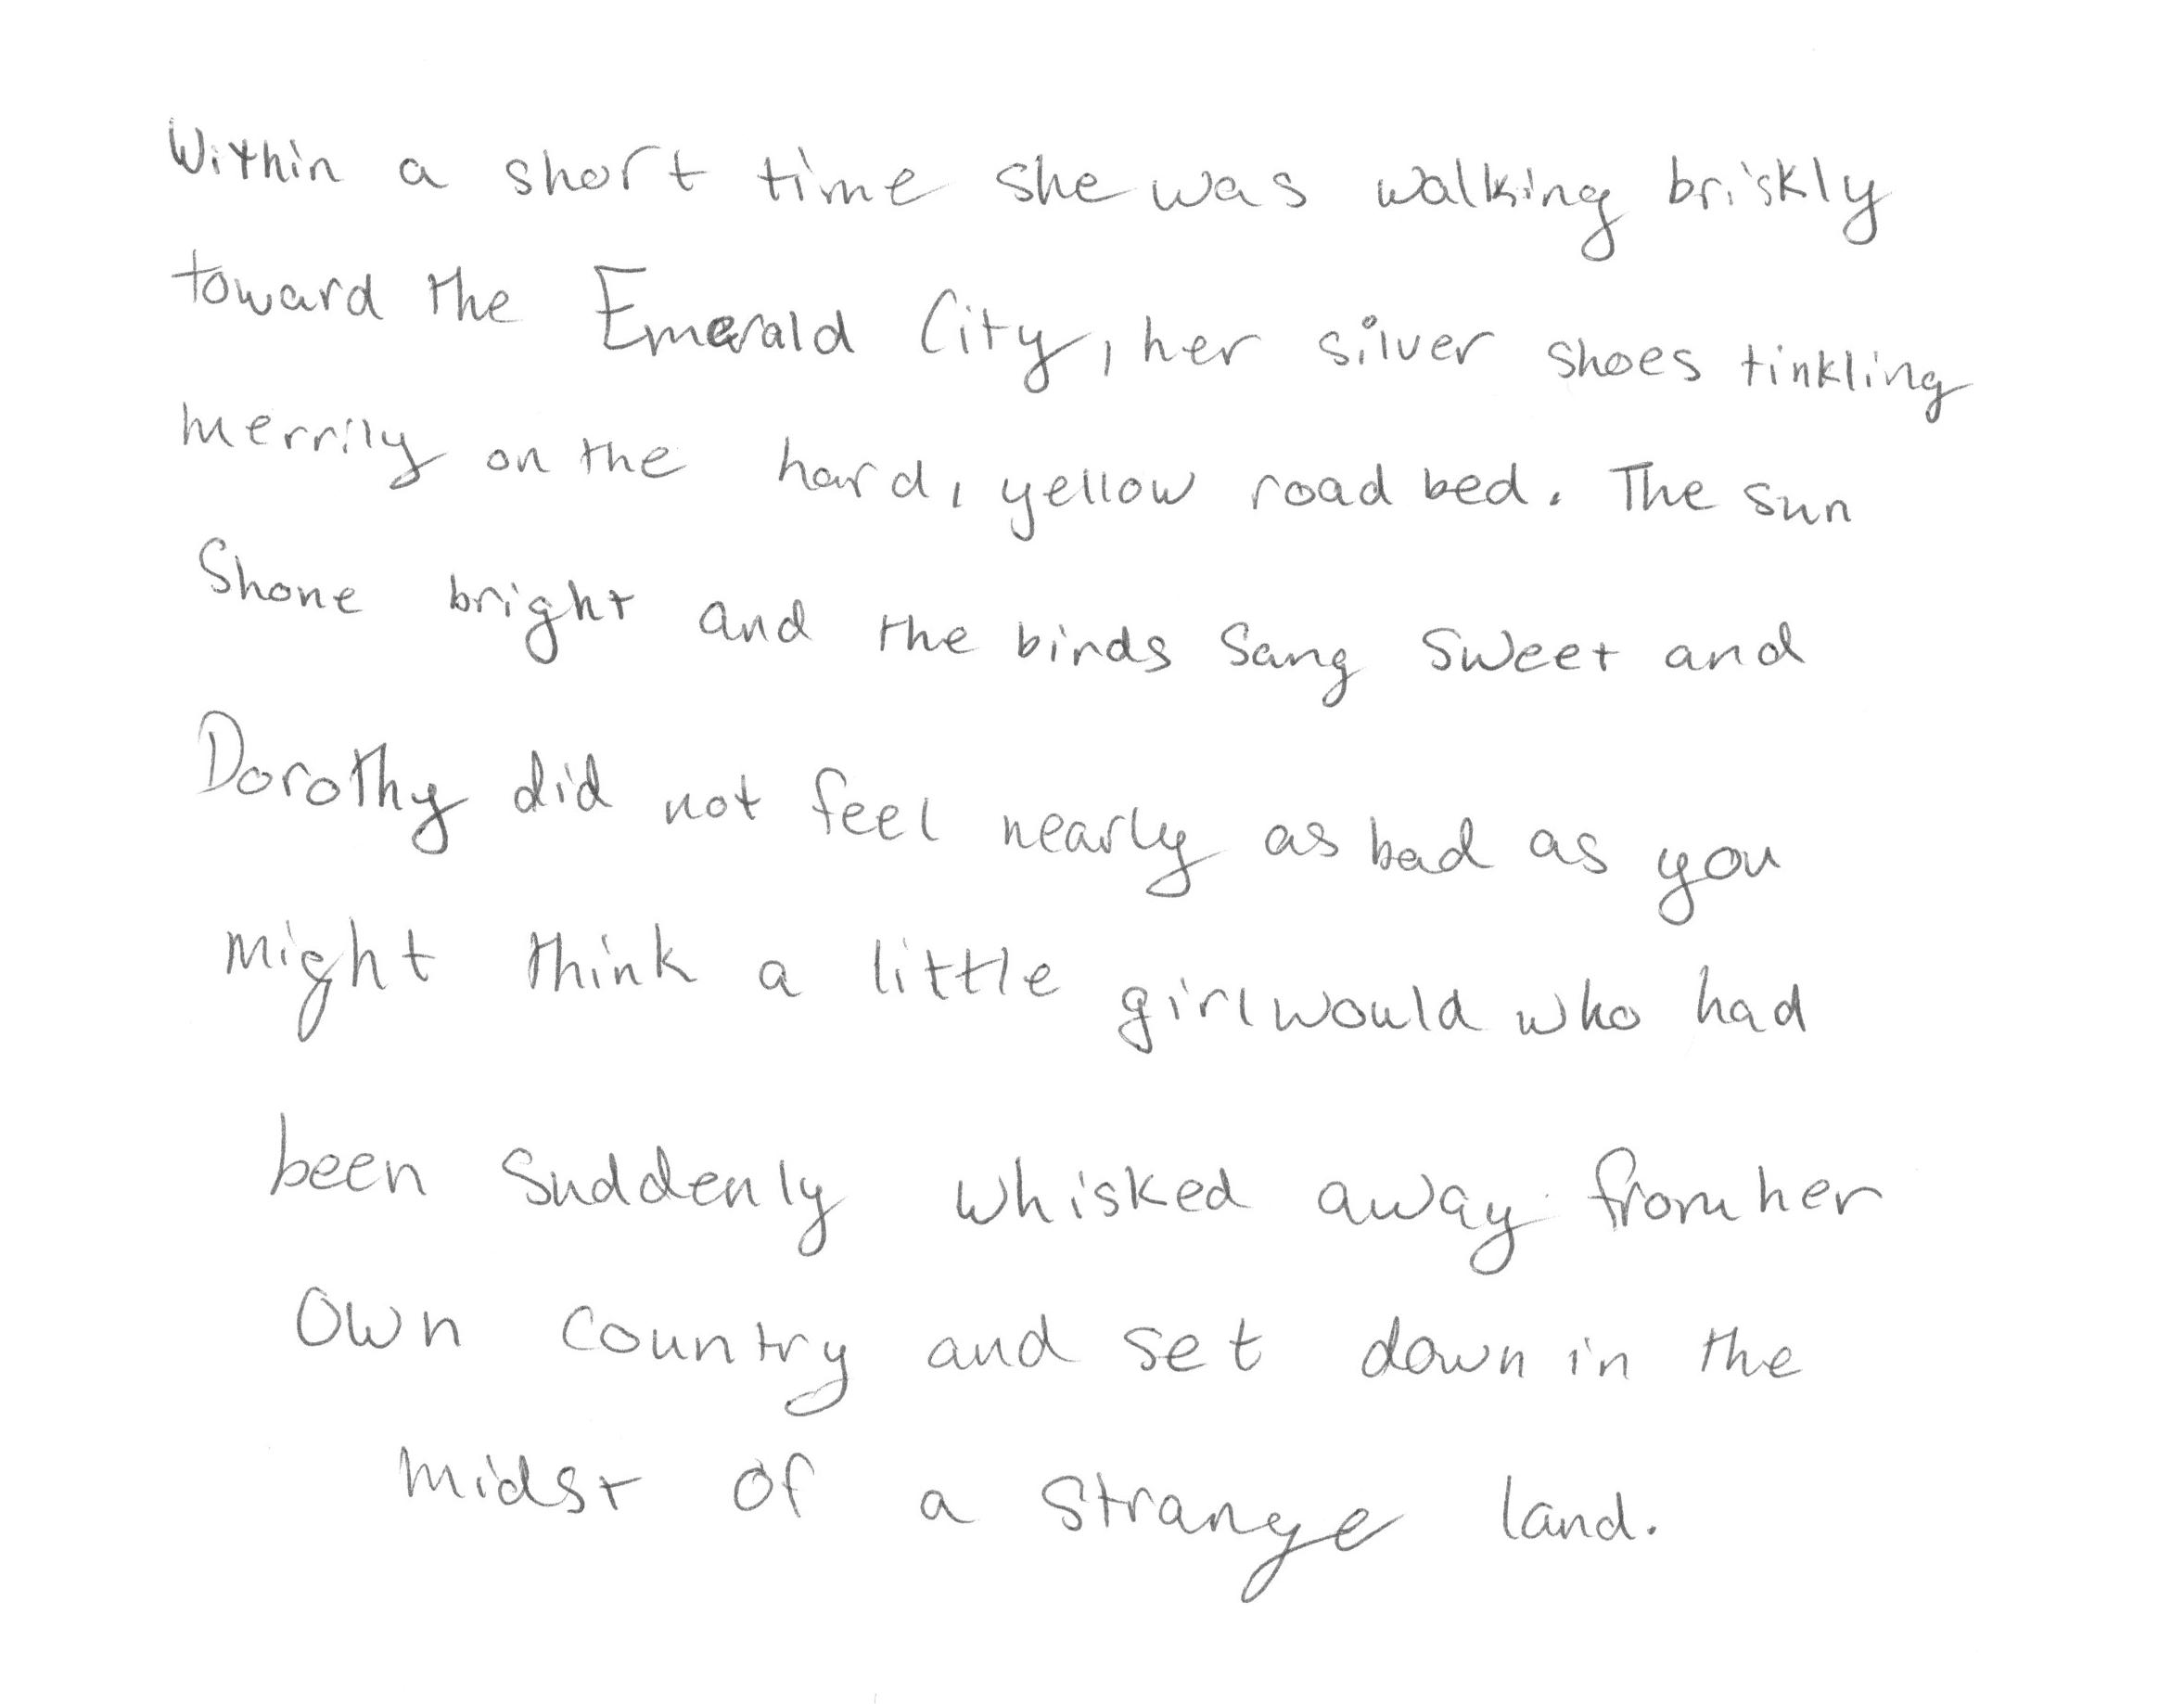 Within a short time she was walking briskly
toward the Emerald City, her silver shoes tinkling
merrily on the hard, yellow road bed. The sun
Shone bright and the birds Sang Sweet and
Dorothy did not feel nearly as bad as you
might think a little girl would who had
been Suddenly whisked away from her
own country and set down in the
midst of a Strange land.